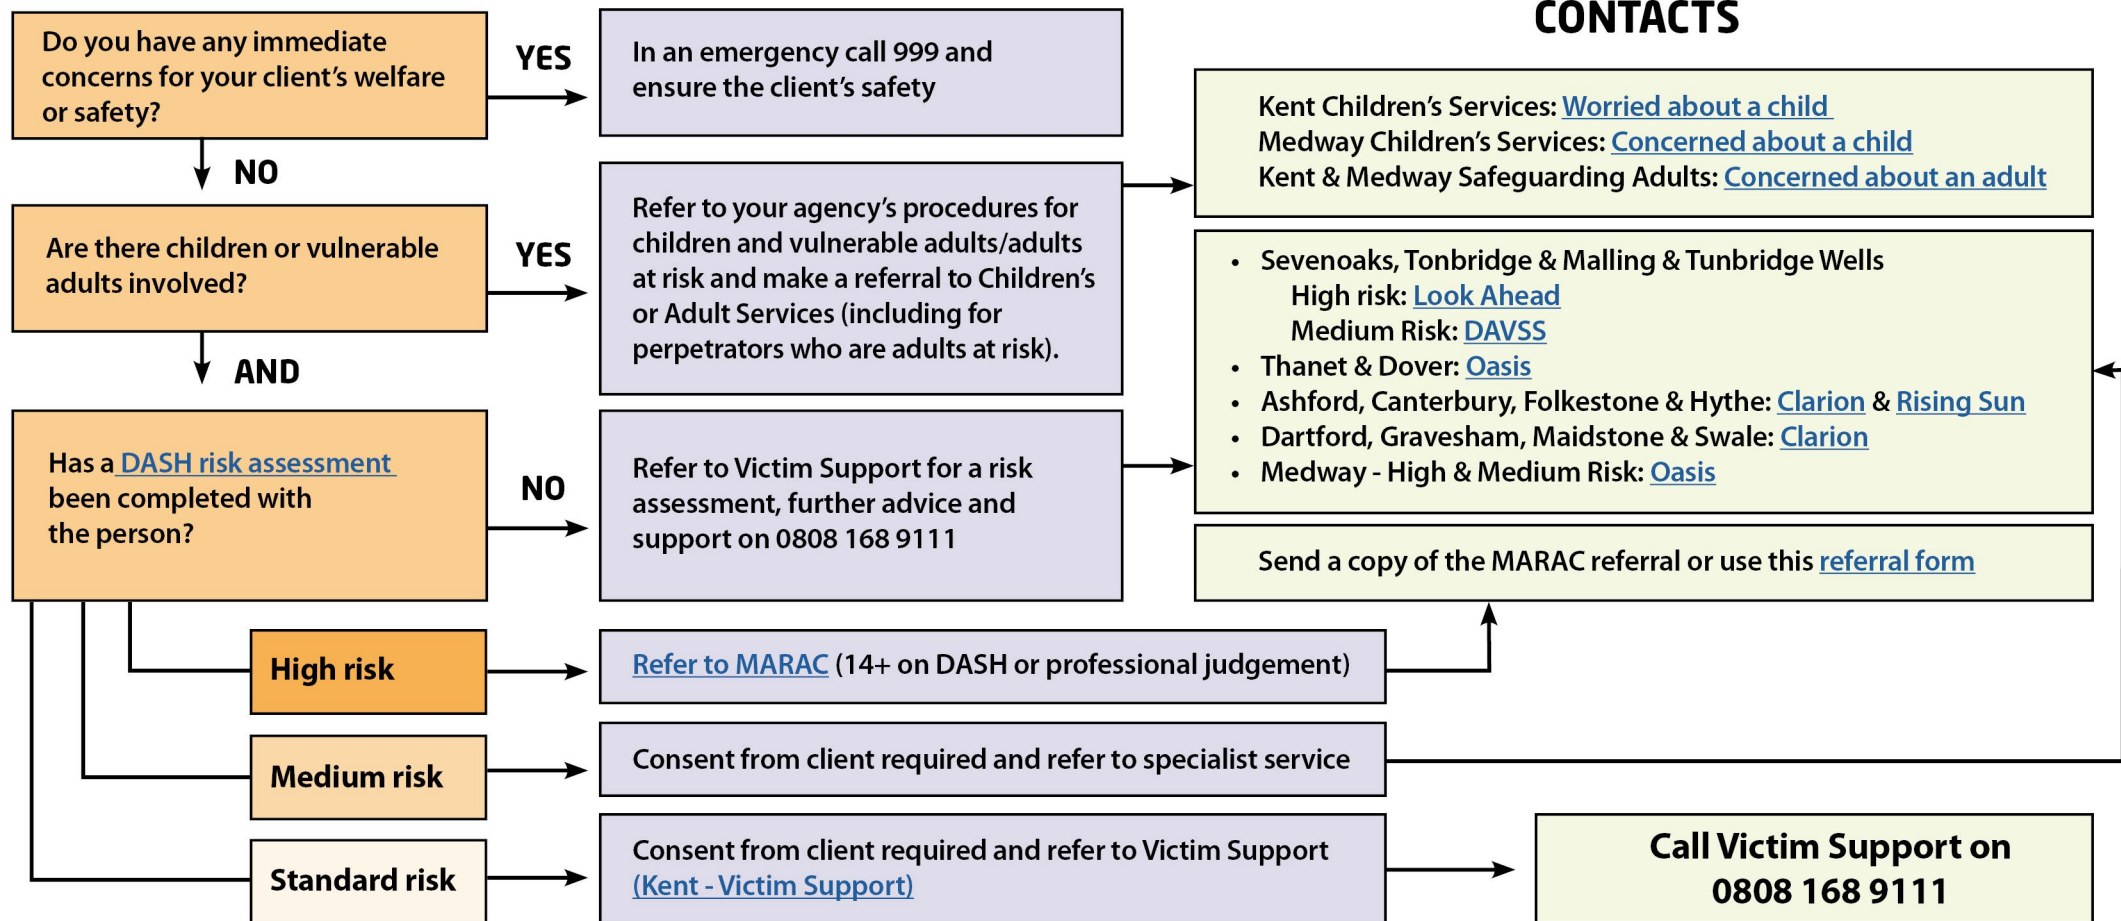 CONTACTS
Do you have any immediate
concerns for your client’s welfare
or safety?
YES
In an emergency call 999 and
ensure the client’s safety
NO
Are there children or vulnerable
adults involved?
YES
Refer to your agency’s procedures for
children and vulnerable adults/adults
at risk and make a referral to Children’s
or Adult Services (including for
perpetrators who are adults at risk).
Kent Children’s Services: Worried about a child
Medway Children’s Services: Concerned about a child
Kent & Medway Safeguarding Adults: Concerned about an adult
AND
Has a DASH risk assessment
been completed with
the person?
NO
Refer to Victim Support for a risk
assessment, further advice and
support on 0808 168 9111
• Sevenoaks, Tonbridge & Malling & Tunbridge Wells
High risk: Look Ahead
Medium Risk: DAVSS
• Thanet & Dover: Oasis
• Ashford, Canterbury, Folkestone & Hythe: Clarion & Rising Sun
• Dartford, Gravesham, Maidstone & Swale: Clarion
• Medway - High & Medium Risk: Oasis
Send a copy of the MARAC referral or use this referral form
High risk
Refer to MARAC (14+ on DASH or professional judgement)
Medium risk
Consent from client required and refer to specialist service
Standard risk
Consent from client required and refer to Victim Support
(Kent - Victim Support)
Call Victim Support on
0808 168 9111